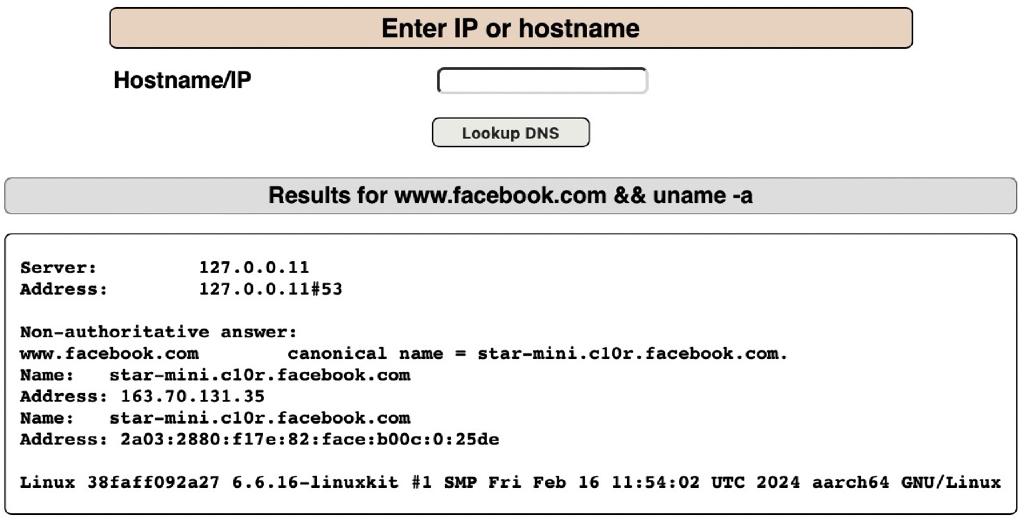 Enter IP or hostname
Hostname/IP
Lookup DNS
Results for www.facebook.com && uname -a
Server: 127.0.0.11
Address: 127.0.0.11#53
Non-authoritative answer:
www.facebook.com canonical name = star-mini.c10r.facebook.com.
Name: star-mini.c10r.facebook.com
Address: 163.70.131.35
Name: star-mini.c10r.facebook.com
Address: 2a03:2880:f17e:82:face:b00c:0:25de
Linux 38faff092a27 6.6.16-linuxkit #1 SMP Fri Feb 16 11:54:02 UTC 2024 aarch64 GNU/Linux